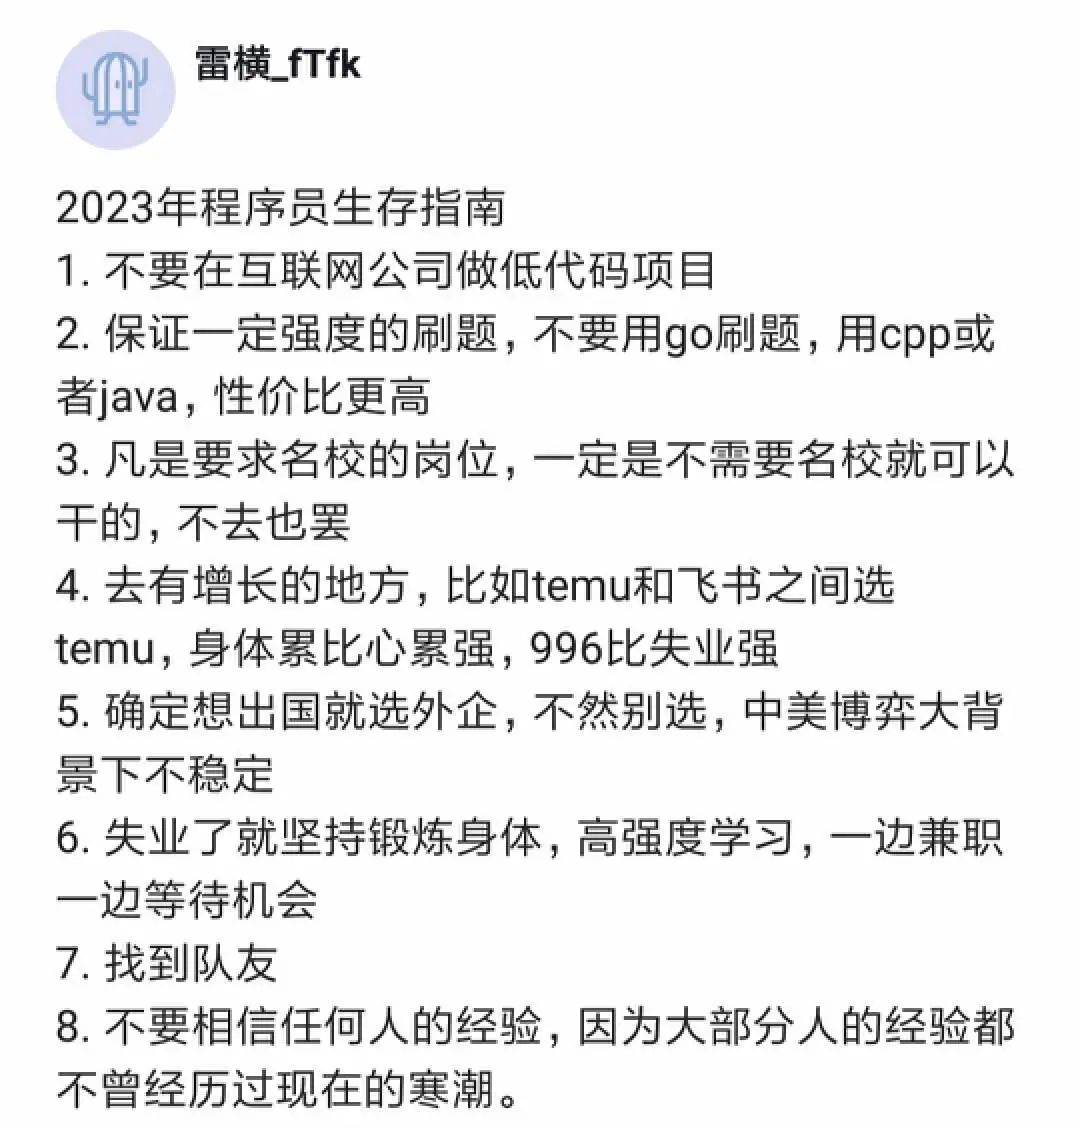 雷横_fTfk
2023年程序员生存指南
1. 不要在互联网公司做低代码项目
2. 保证一定强度的刷题，不要用go刷题，用cpp或
者java，性价比更高
3. 凡是要求名校的岗位，一定是不需要名校就可以
干的，不去也罢
4. 去有增长的地方，比如temu和飞书之间选
temu，身体累比心累强，996比失业强
5. 确定想出国就选外企，不然别选，中美博弈大背
景下不稳定
6. 失业了就坚持锻炼身体，高强度学习，一边兼职
一边等待机会
7. 找到队友
8. 不要相信任何人的经验，因为大部分人的经验都
不曾经历过现在的寒潮。